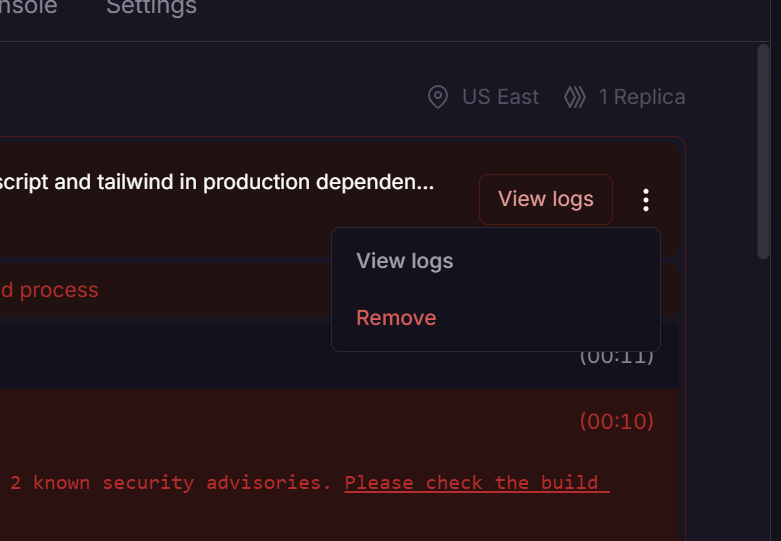 nsole Settings
US East 1 Replica
script and tailwind in production dependen...
View logs
View logs
d process
Remove
(00:11)
(00:10)
2 known security advisories. Please check the build